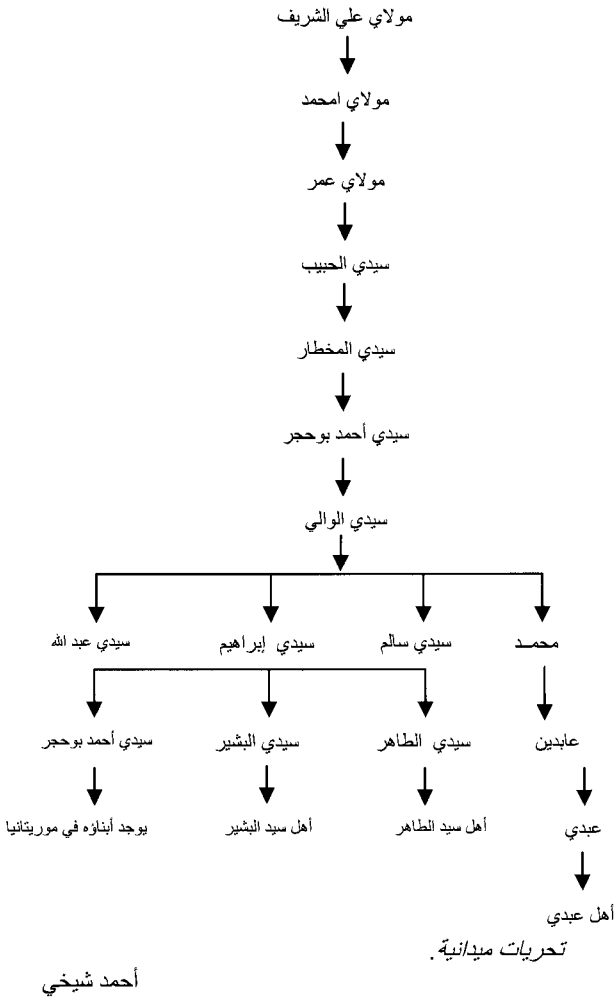 مولاي علي الشريف
مولاي امحمد
مولاي عمر
سيدي الحبيب
سيدي المخطار
سيدي أحمد بوحجر
سيدي الوالي
محمـد سيدي سالم سيدي إبراهيم سيدي عبد الله
عابدين سيدي الطاهر سيدي البشير سيدي أحمد بوحجر
عبدي أهل سيد الطاهر أهل سيد البشير يوجد أبناؤه في موريتانيا
أهل عبدي
تحريات ميدانية.
أحمد شيخي